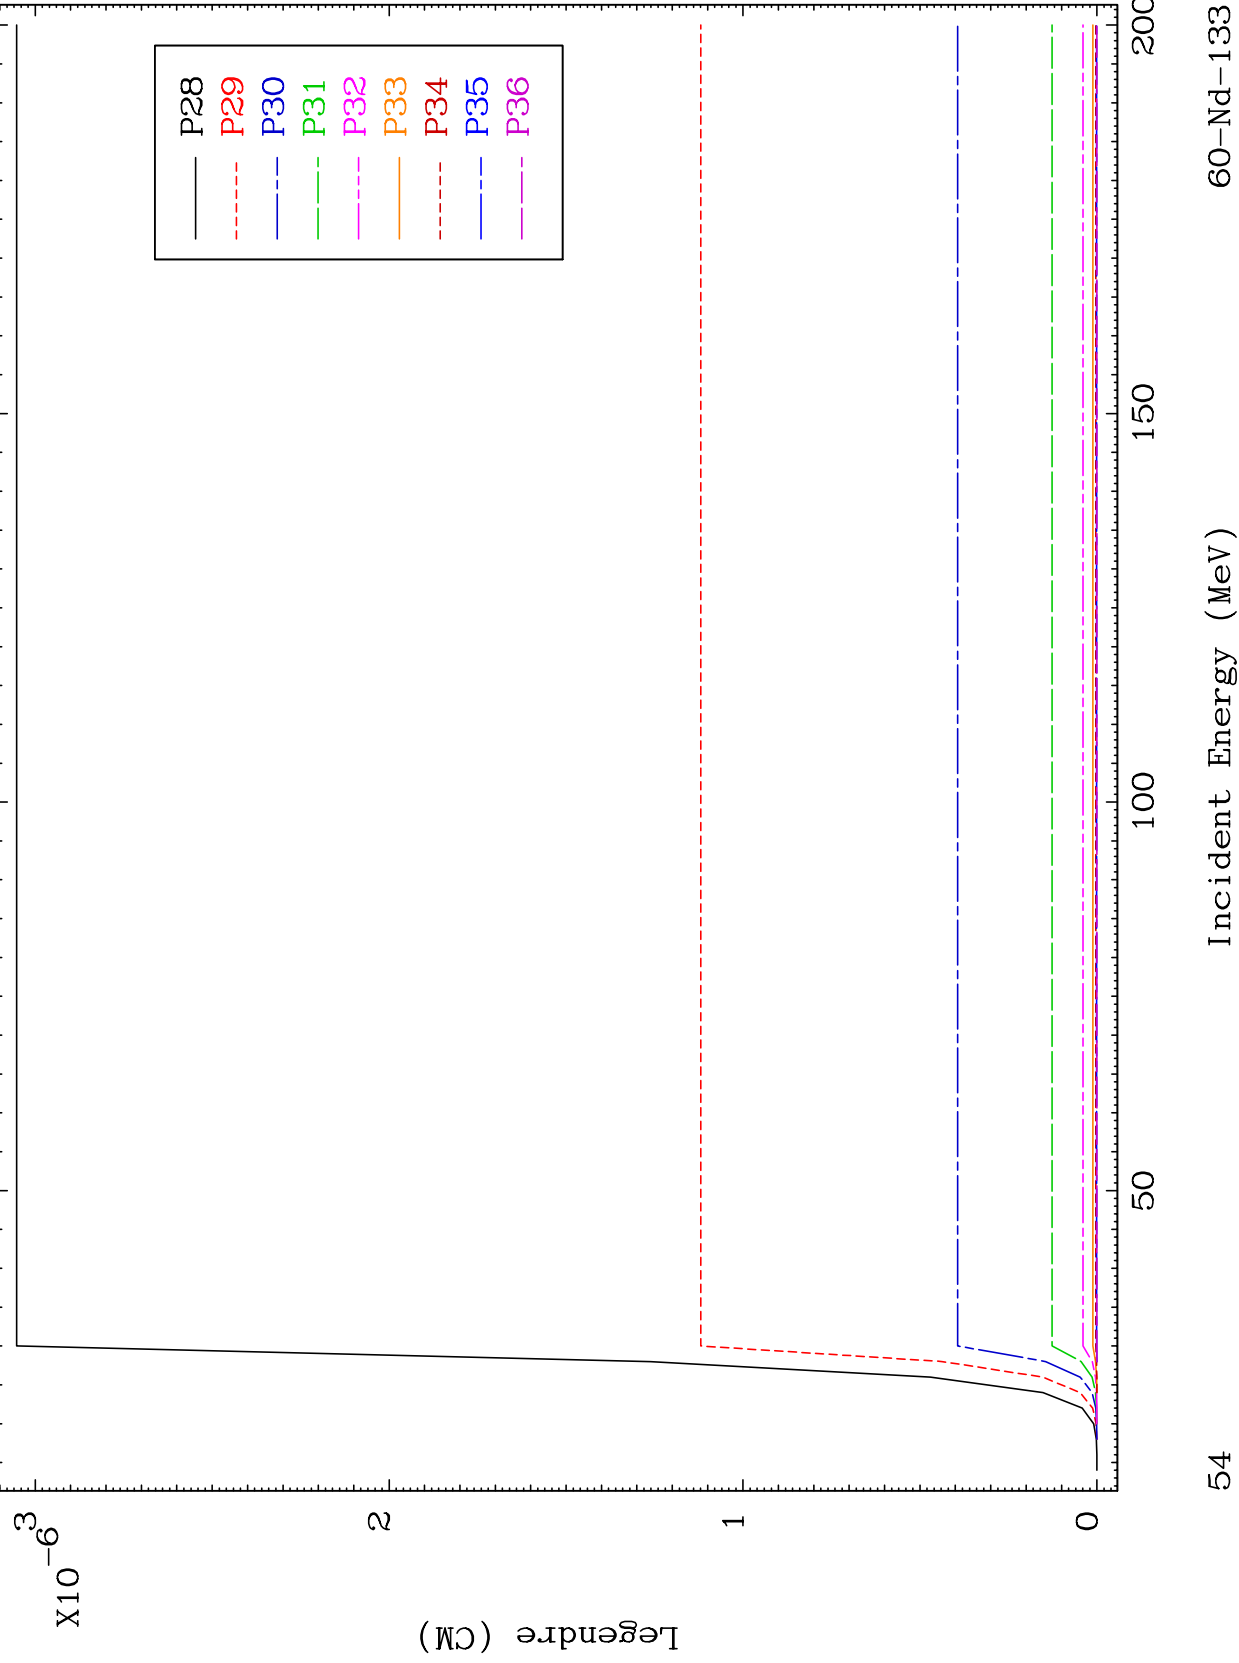 X10
-6
3
2
1
0
Legendre (CM)
P28
P29
P30
P31
P32
P33
P34
P35
P36
50
100
150
200
54
Incident Energy (MeV)
60-Nd-133